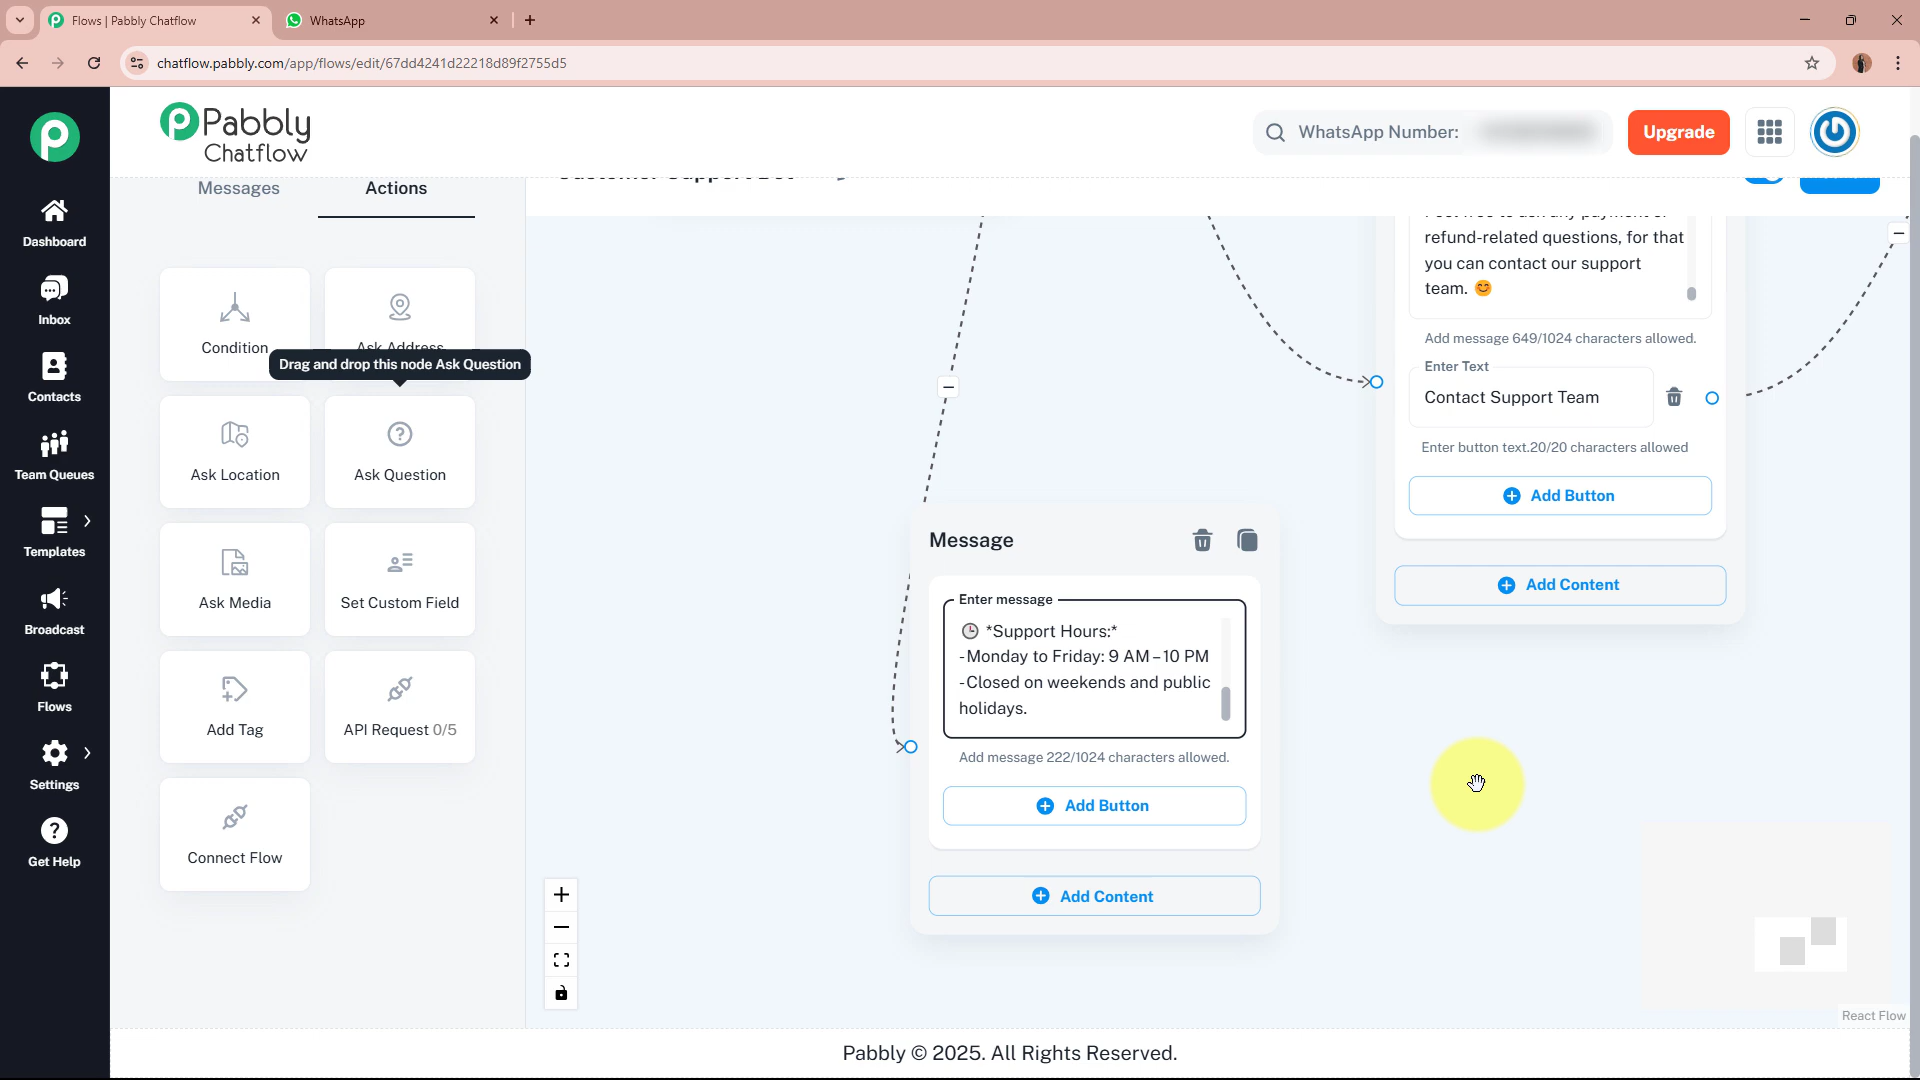 Flows | Pabbly Chatflow
WhatsApp
chatflow.pabbly.com/app/flows/edit/67dd4241d22218d89f2755d5
Pabbly
Chatflow
WhatsApp Number:
Upgrade
Dashboard
Inbox
Contacts
Team Queues
Templates
Broadcast
Flows
Settings
Get Help
Messages
Actions
Condition
Ask Address
Drag and drop this node Ask Question
Ask Location
Ask Question
Ask Media
Set Custom Field
Add Tag
API Request 0/5
Connect Flow
refund-related questions, for that
you can contact our support
team. 😊
Add message 649/1024 characters allowed.
Enter Text
Contact Support Team
Enter button text.20/20 characters allowed
Add Button
Add Content
Message
Enter message
🕒 *Support Hours:*
- Monday to Friday: 9 AM – 10 PM
- Closed on weekends and public
holidays.
Add message 222/1024 characters allowed.
Add Button
Add Content
React Flow
Pabbly © 2025. All Rights Reserved.